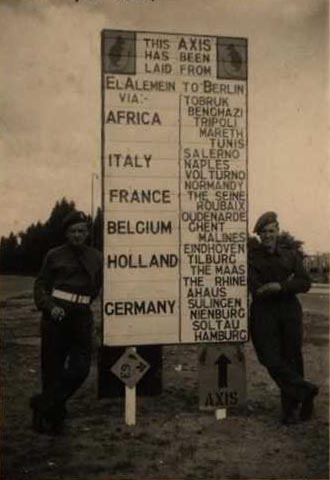 THIS AXIS
HAS BEEN
LAID FROM
ELALEMEIN TO BERLIN
VIA:-
AFRICA
TOBRUK
BENGHAZI
TRIPOLI
MARETH
TUNIS
ITALY
SALERNO
NAPLES
VOLTURNO
FRANCE
NORMANDY
THE SEINE
ROUBAIX
BELGIUM
OUDENARDE
GHENT
MALINES
HOLLAND
EINDHOVEN
TILBURG
THE MAAS
GERMANY
THE RHINE
AHAUS
SULINGEN
NIENBURG
SOLTAU
HAMBURG
AXIS